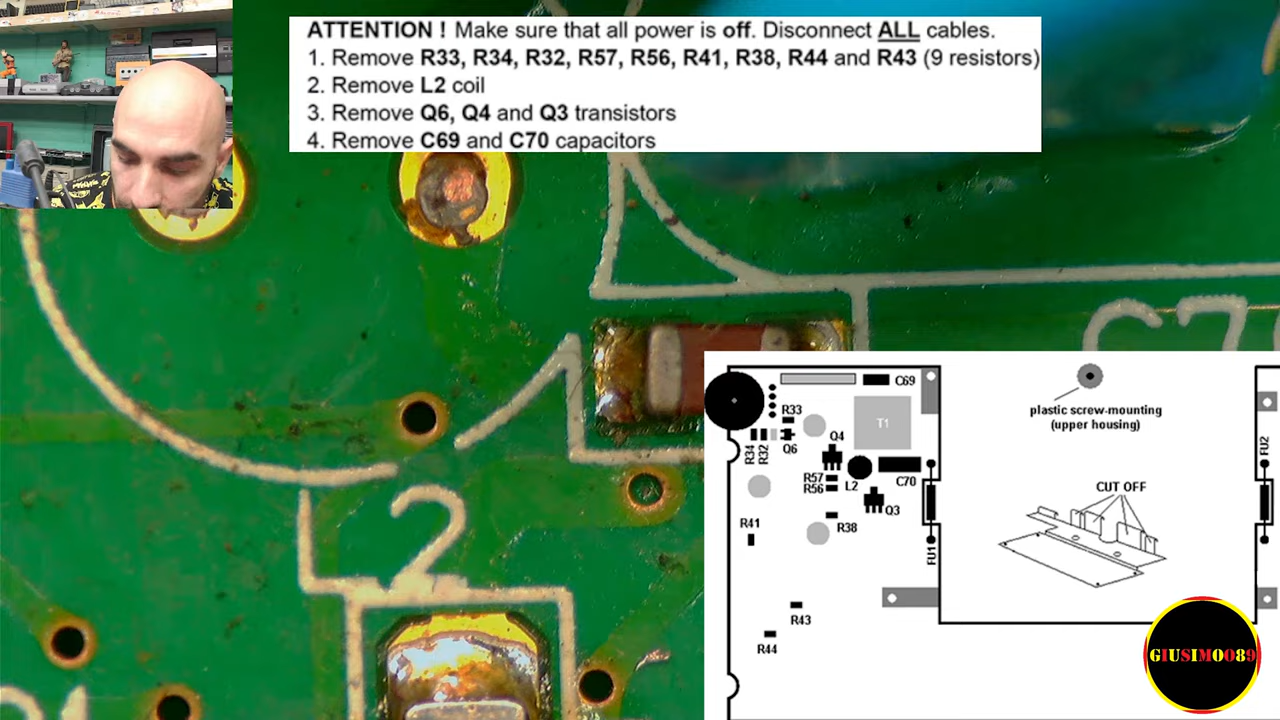 ATTENTION ! Make sure that all power is off. Disconnect ALL cables.
1. Remove R33, R34, R32, R57, R56, R41, R38, R44 and R43 (9 resistors)
2. Remove L2 coil
3. Remove Q6, Q4 and Q3 transistors
4. Remove C69 and C70 capacitors
C7
L2
C69
R33
T1
plastic screw-mounting
(upper housing)
R34
R32
Q6
Q4
FU2
R57
R56
L2
C70
CUT OFF
Q3
R41
R38
FU1
R43
R44
GIUSIMO089